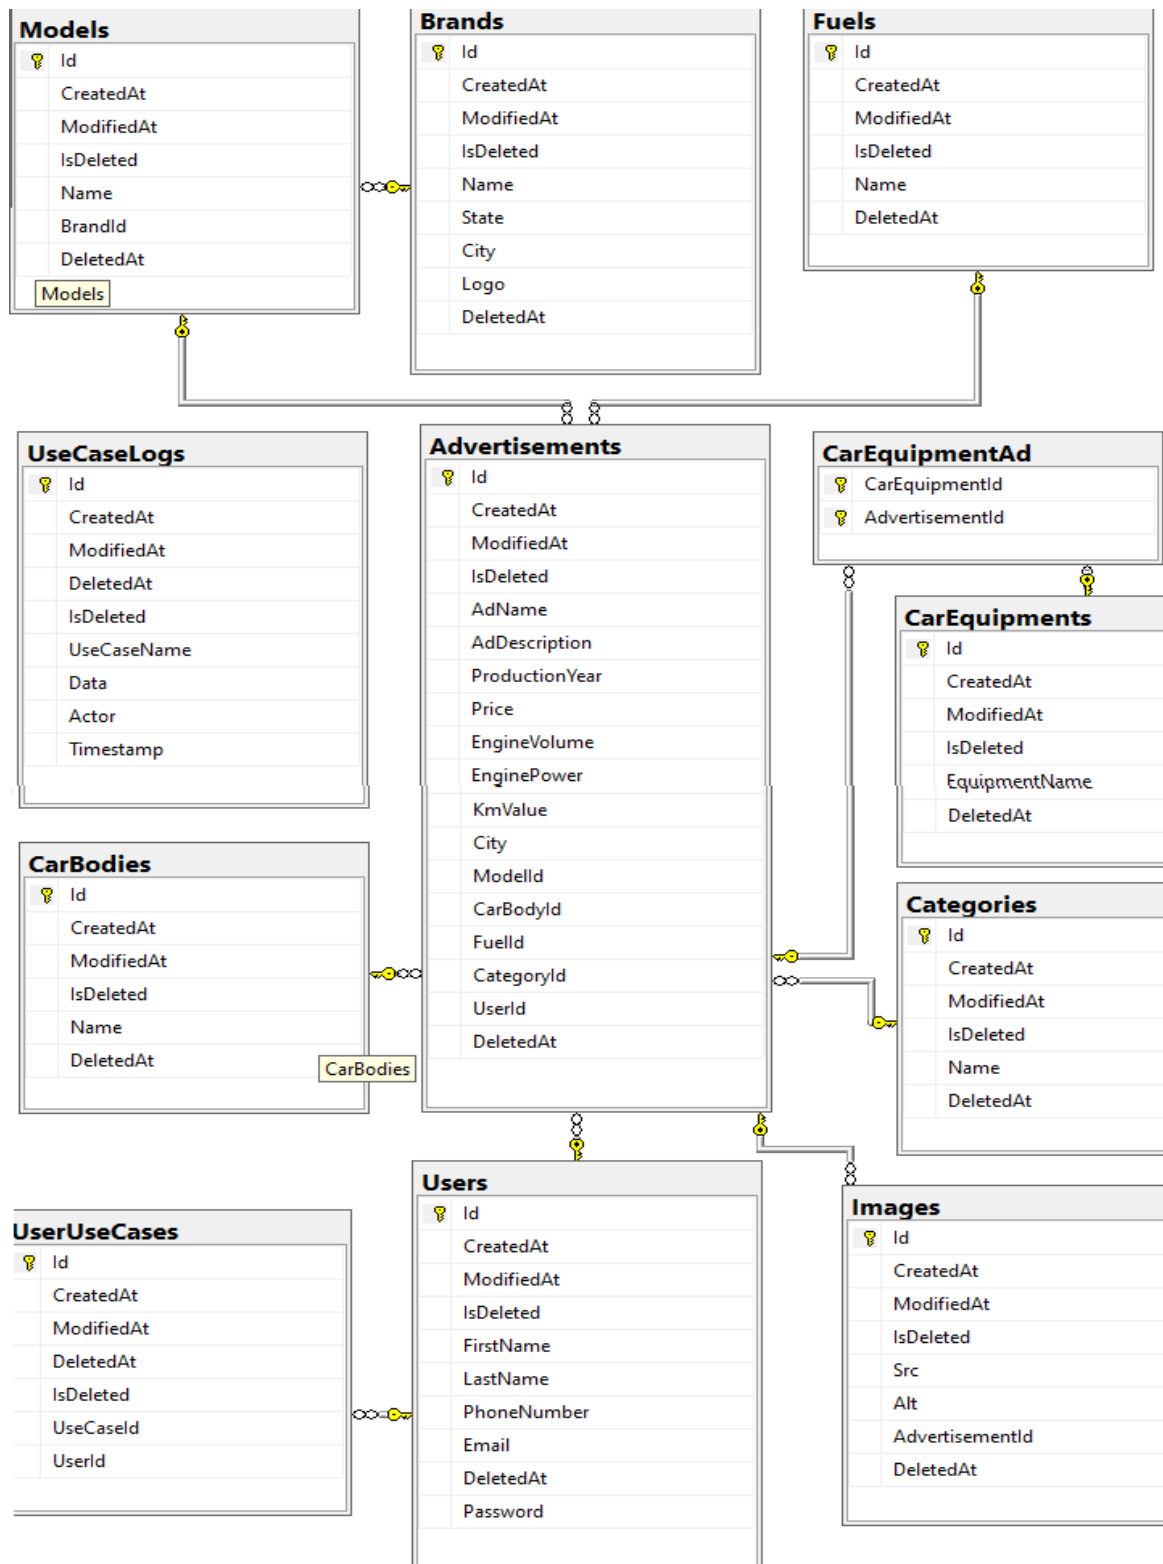 Models
Id
CreatedAt
ModifiedAt
IsDeleted
Name
BrandId
DeletedAt
Models
Brands
Id
CreatedAt
ModifiedAt
IsDeleted
Name
State
City
Logo
DeletedAt
Fuels
Id
CreatedAt
ModifiedAt
IsDeleted
Name
DeletedAt
UseCaseLogs
Id
CreatedAt
ModifiedAt
DeletedAt
IsDeleted
UseCaseName
Data
Actor
Timestamp
Advertisements
Id
CreatedAt
ModifiedAt
IsDeleted
AdName
AdDescription
ProductionYear
Price
EngineVolume
EnginePower
KmValue
City
ModelId
CarBodyId
FuelId
CategoryId
UserId
DeletedAt
CarEquipmentAd
CarEquipmentId
AdvertisementId
CarEquipments
Id
CreatedAt
ModifiedAt
IsDeleted
EquipmentName
DeletedAt
CarBodies
Id
CreatedAt
ModifiedAt
IsDeleted
Name
DeletedAt
CarBodies
Categories
Id
CreatedAt
ModifiedAt
IsDeleted
Name
DeletedAt
UserUseCases
Id
CreatedAt
ModifiedAt
DeletedAt
IsDeleted
UseCaseId
UserId
Users
Id
CreatedAt
ModifiedAt
IsDeleted
FirstName
LastName
PhoneNumber
Email
DeletedAt
Password
Images
Id
CreatedAt
ModifiedAt
IsDeleted
Src
Alt
AdvertisementId
DeletedAt